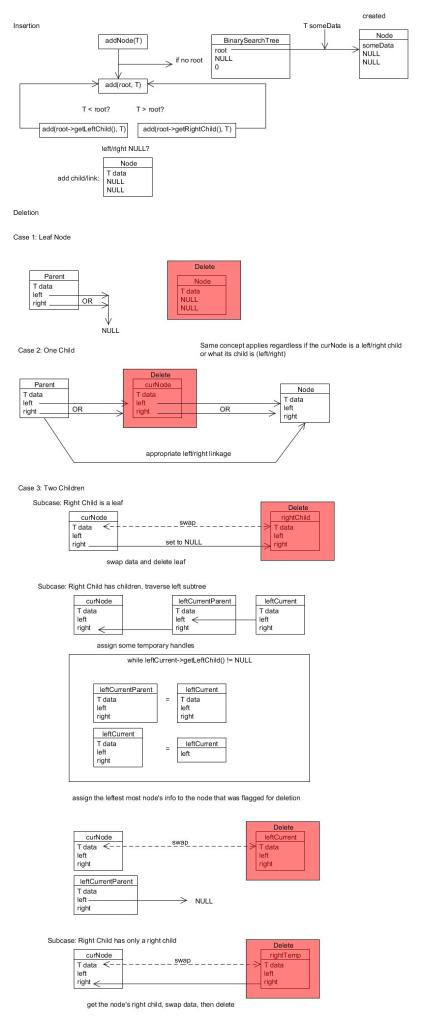 Insertion
created
T someData
addNode(T)
if no root
BinarySearchTree
root
NULL
0
Node
someData
NULL
NULL
add(root, T)
T < root?
T > root?
add(root->getLeftChild(), T)
add(root->getRightChild(), T)
left/right NULL?
add child/link:
Node
T data
NULL
NULL
Deletion
Case 1: Leaf Node
Parent
T data
left
right
OR
NULL
Delete
Node
T data
NULL
NULL
Case 2: One Child
Same concept applies regardless if the curNode is a left/right child
or what its child is (left/right)
Parent
T data
left
right
OR
Delete
curNode
T data
left
right
OR
Node
T data
left
right
appropriate left/right linkage
Case 3: Two Children
Subcase: Right Child is a leaf
curNode
T data
left
right
swap
set to NULL
Delete
rightChild
T data
left
right
swap data and delete leaf
Subcase: Right Child has children, traverse left subtree
curNode
T data
left
right
leftCurrentParent
T data
left
right
leftCurrent
T data
left
right
assign some temporary handles
while leftCurrent->getLeftChild() != NULL
leftCurrentParent
T data
left
right
=
leftCurrent
T data
left
right
leftCurrent
T data
left
right
=
leftCurrent
left
assign the leftest most node's info to the node that was flagged for deletion
curNode
T data
left
right
swap
Delete
leftCurrent
T data
left
right
leftCurrentParent
T data
left
right
NULL
Subcase: Right Child has only a right child
curNode
T data
left
right
swap
Delete
rightTemp
T data
left
right
get the node's right child, swap data, then delete